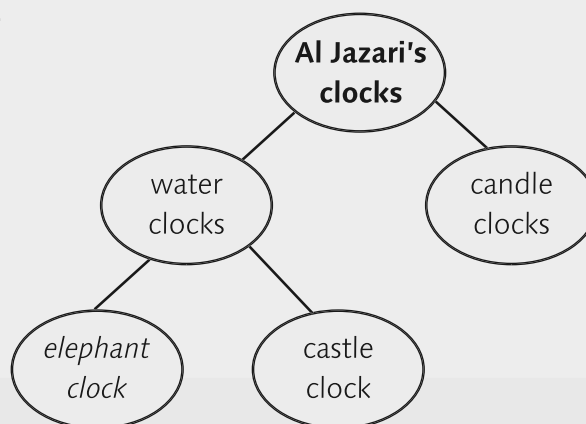 Al Jazari's
clocks
water
clocks
candle
clocks
elephant
clock
castle
clock